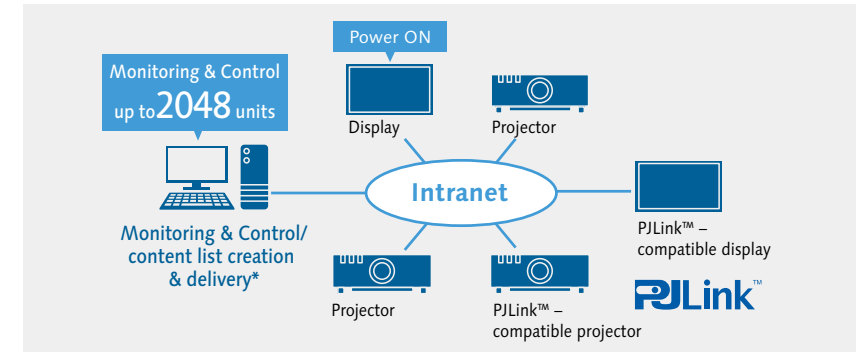 Power ON
Monitoring & Control
up to 2048 units
Display
Projector
Intranet
Monitoring & Control/
content list creation
& delivery*
PJLink™ –
compatible display
Projector
PJLink™ –
compatible projector
PJLink™